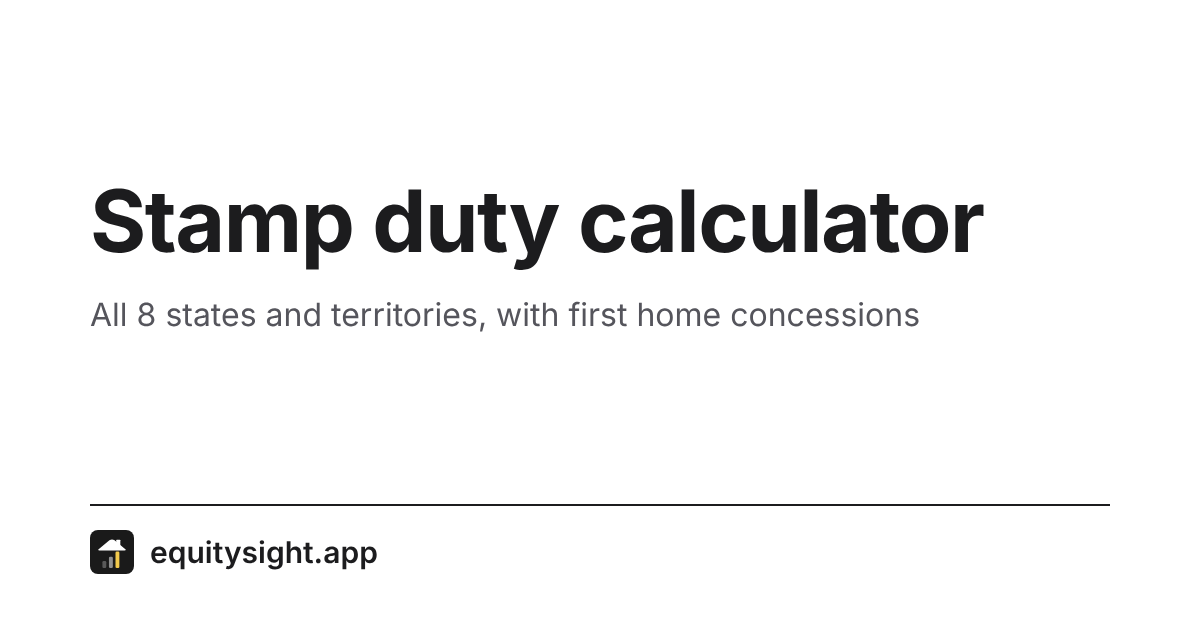 Stamp duty calculator
All 8 states and territories, with first home concessions
equitysight.app